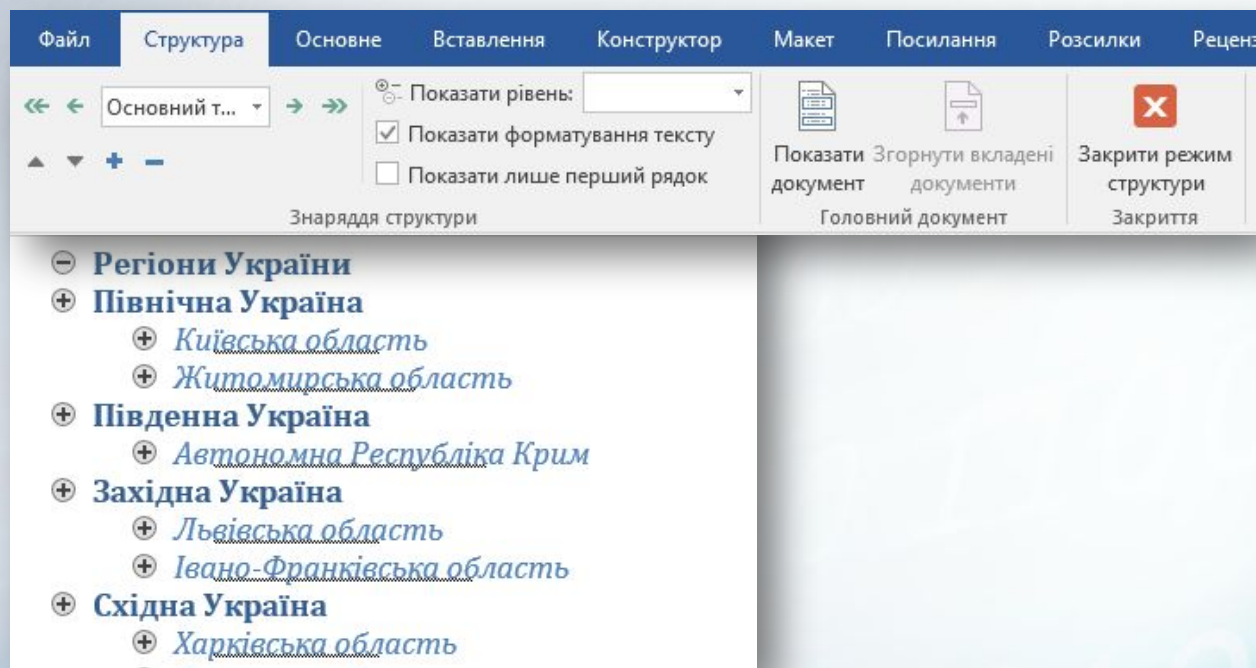 Файл Структура Основне Вставлення Конструктор Макет Посилання Розсилки Реценз
Основний т... Показати рівень:
Показати форматування тексту
Показати лише перший рядок
Показати документ Згорнути вкладені документи Закрити режим структури
Знаряддя структури Головний документ Закриття
Регіони України
Північна Україна
Київська область
Житомирська область
Південна Україна
Автономна Республіка Крим
Західна Україна
Львівська область
Івано-Франківська область
Східна Україна
Харківська область